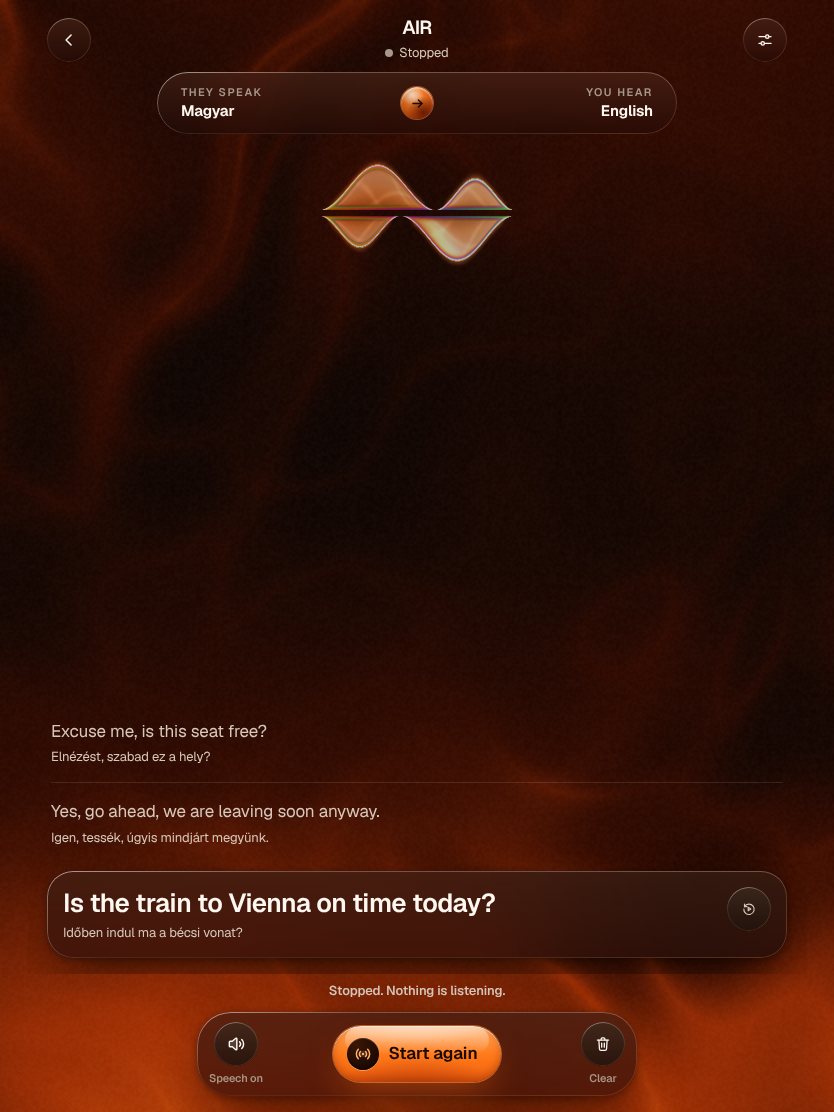 AIR
Stopped
THEY SPEAK
Magyar
YOU HEAR
English
Excuse me, is this seat free?
Elnézést, szabad ez a hely?
Yes, go ahead, we are leaving soon anyway.
Igen, tessék, úgyis mindjárt megyünk.
Is the train to Vienna on time today?
Időben indul ma a bécsi vonat?
Stopped. Nothing is listening.
Speech on
Start again
Clear